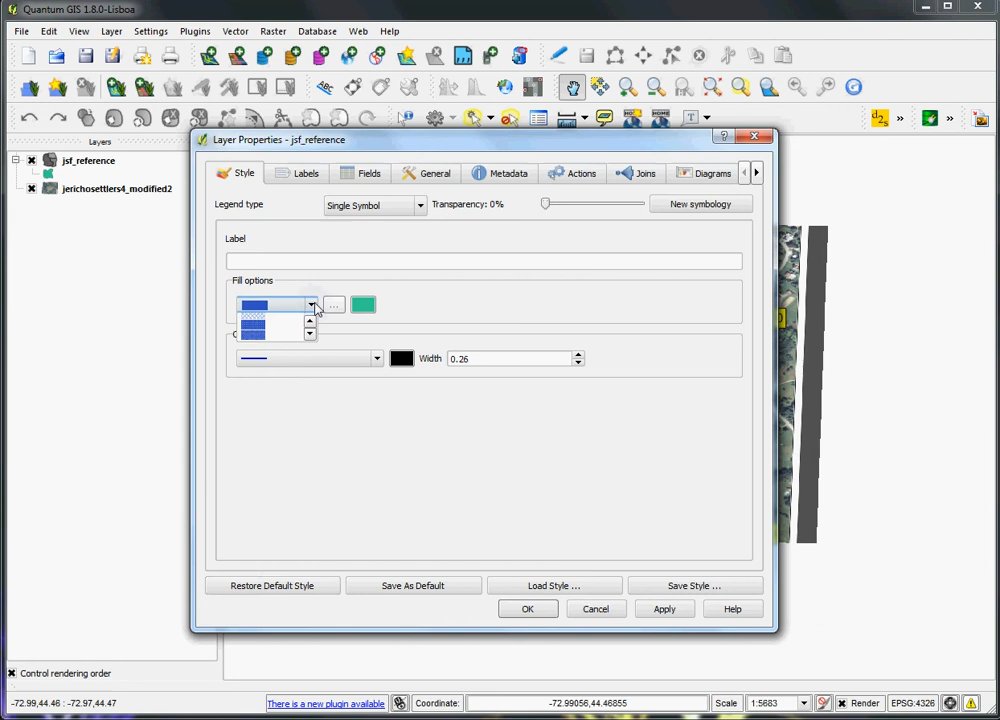 Quantum GIS 1.8.0-Lisboa
File Edit View Layer Settings Plugins Vector Raster Database Web Help
Layers
jsf_reference
jerichosettlers4_modified2
Layer Properties - jsf_reference
Style Labels Fields General Metadata Actions Joins Diagrams
Legend type Single Symbol Transparency: 0% New symbology
Label
Fill options
...
Width 0.26
Restore Default Style Save As Default Load Style ... Save Style ...
OK Cancel Apply Help
Control rendering order
-72.99,44.46 : -72.97,44.47 There is a new plugin available Coordinate: -72.99056,44.46855 Scale 1:5683 Render EPSG:4326